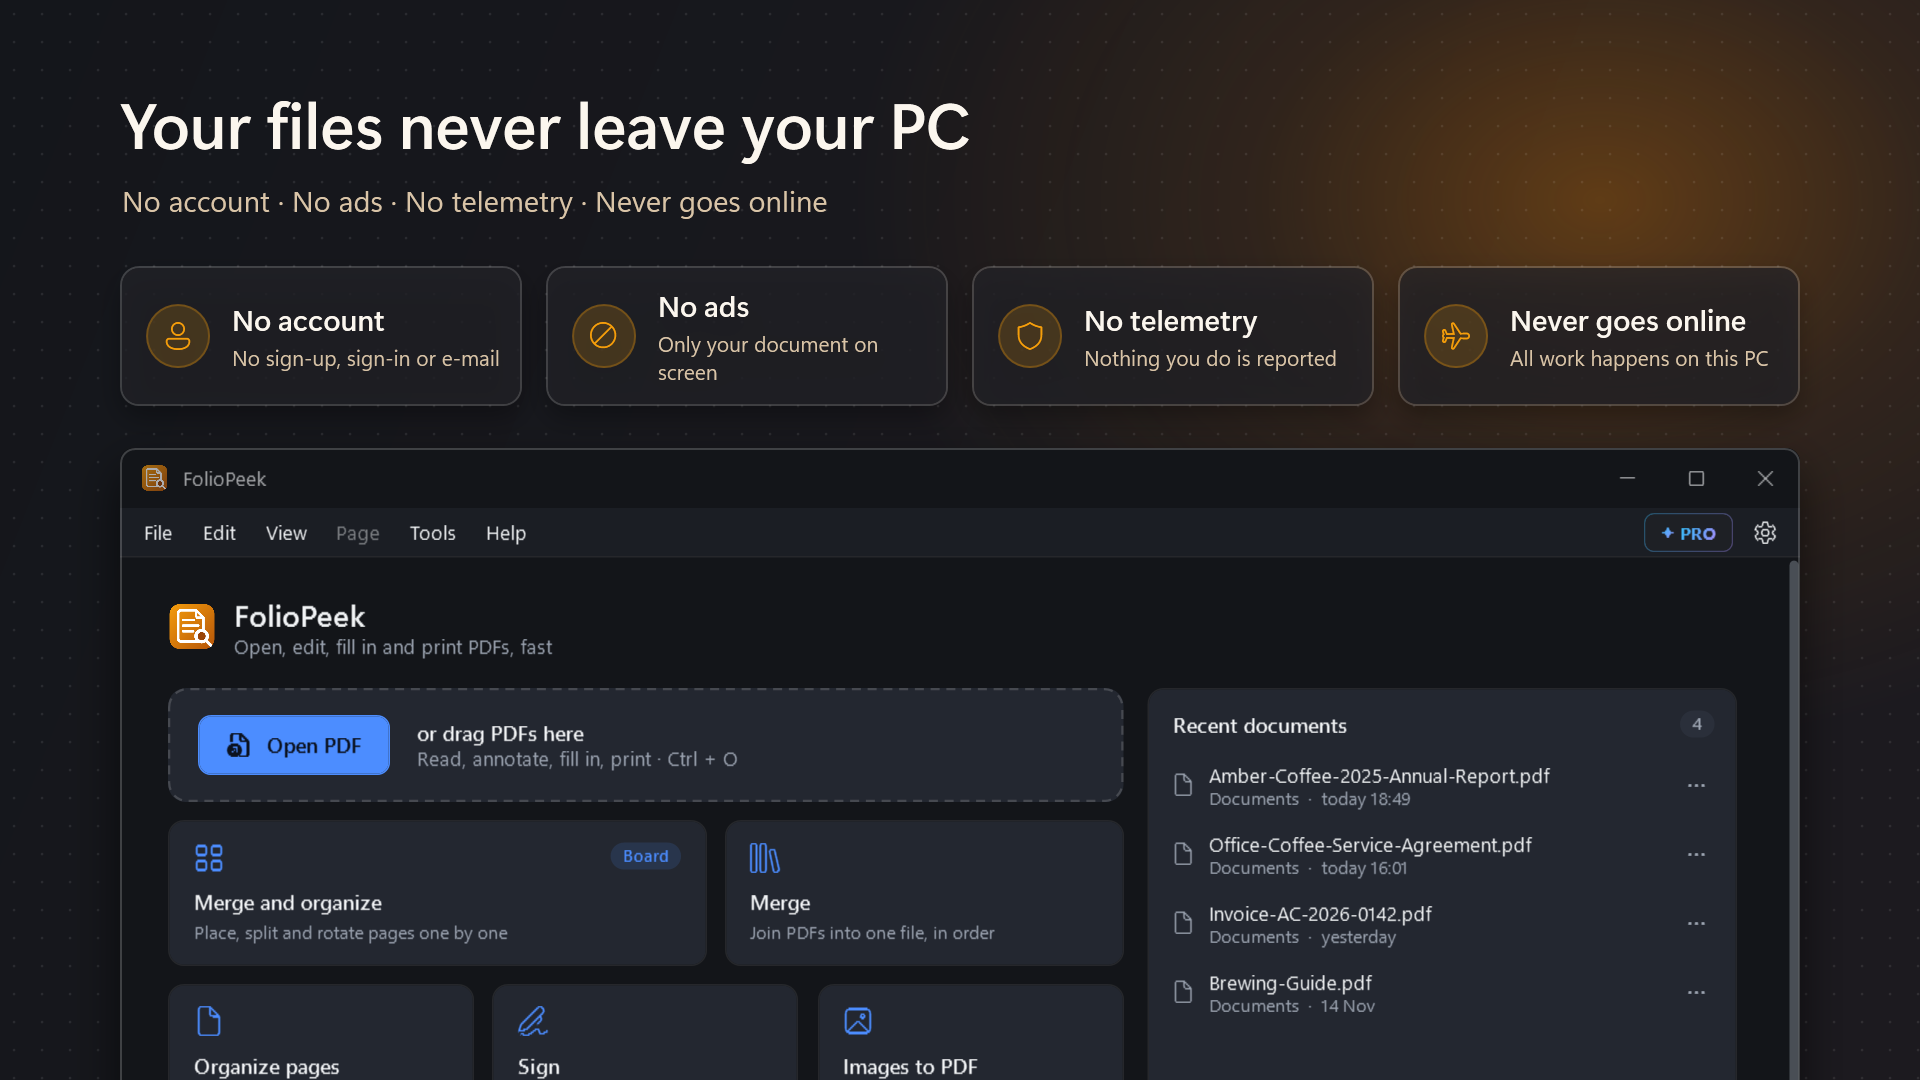 Your files never leave your PC
No account · No ads · No telemetry · Never goes online
No account
No sign-up, sign-in or e-mail
No ads
Only your document on
screen
No telemetry
Nothing you do is reported
Never goes online
All work happens on this PC
FolioPeek
File Edit View Page Tools Help
PRO
FolioPeek
Open, edit, fill in and print PDFs, fast
Open PDF
or drag PDFs here
Read, annotate, fill in, print · Ctrl + O
Board
Merge and organize
Place, split and rotate pages one by one
Merge
Join PDFs into one file, in order
Organize pages
Sign
Images to PDF
Recent documents
4
Amber-Coffee-2025-Annual-Report.pdf
Documents · today 18:49
Office-Coffee-Service-Agreement.pdf
Documents · today 16:01
Invoice-AC-2026-0142.pdf
Documents · yesterday
Brewing-Guide.pdf
Documents · 14 Nov